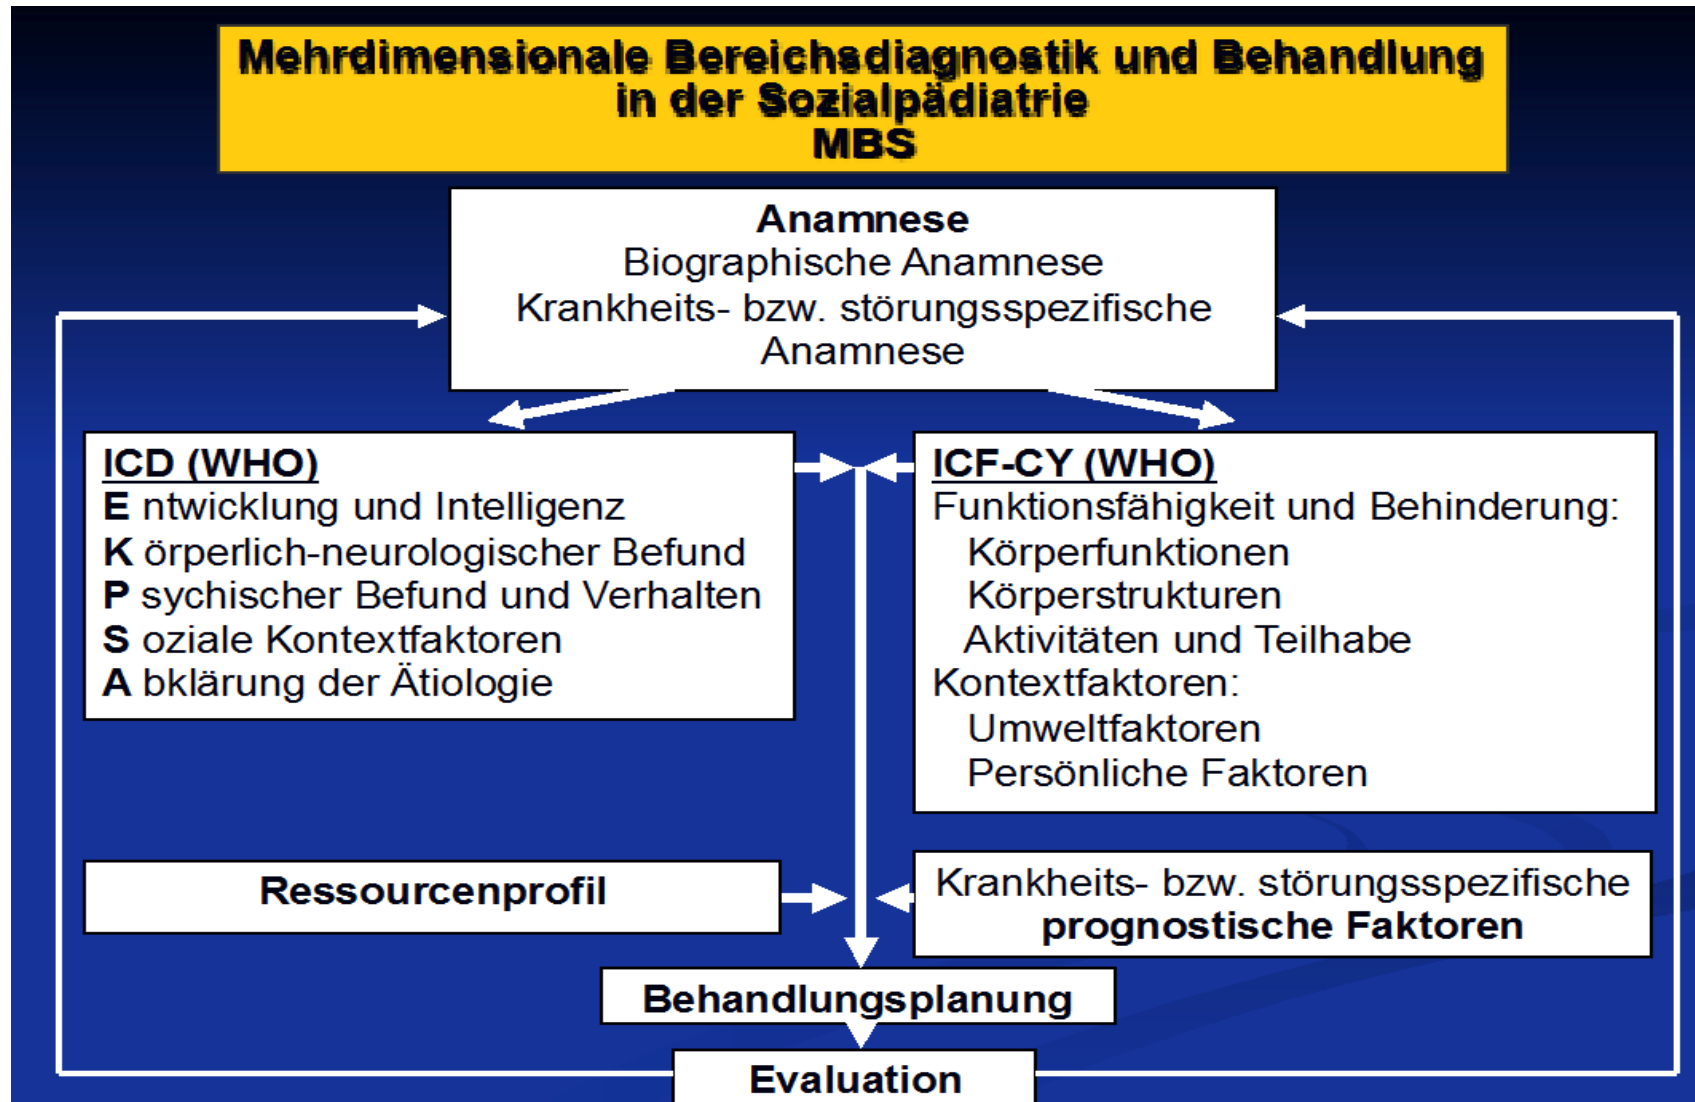 Mehrdimensionale Bereichsdiagnostik und Behandlung
in der Sozialpädiatrie
MBS
Anamnese
Biographische Anamnese
Krankheits- bzw. störungsspezifische
Anamnese
ICD (WHO)
E ntwicklung und Intelligenz
K örperlich-neurologischer Befund
P sychischer Befund und Verhalten
S oziale Kontextfaktoren
A bklärung der Ätiologie
ICF-CY (WHO)
Funktionsfähigkeit und Behinderung:
Körperfunktionen
Körperstrukturen
Aktivitäten und Teilhabe
Kontextfaktoren:
Umweltfaktoren
Persönliche Faktoren
Ressourcenprofil
Krankheits- bzw. störungsspezifische
prognostische Faktoren
Behandlungsplanung
Evaluation